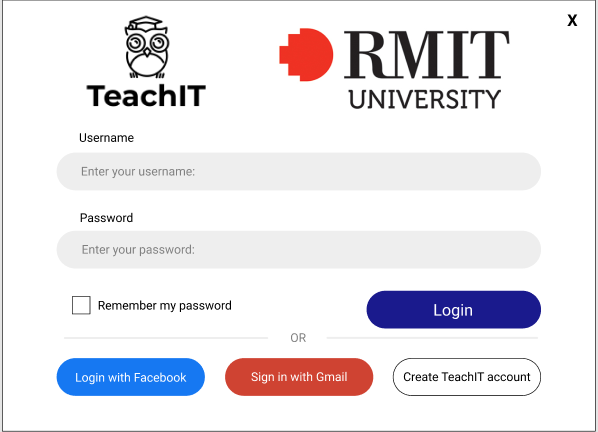 X
TeachIT
RMIT
UNIVERSITY
Username
Enter your username:
Password
Enter your password:
Remember my password
Login
OR
Login with Facebook
Sign in with Gmail
Create TeachIT account